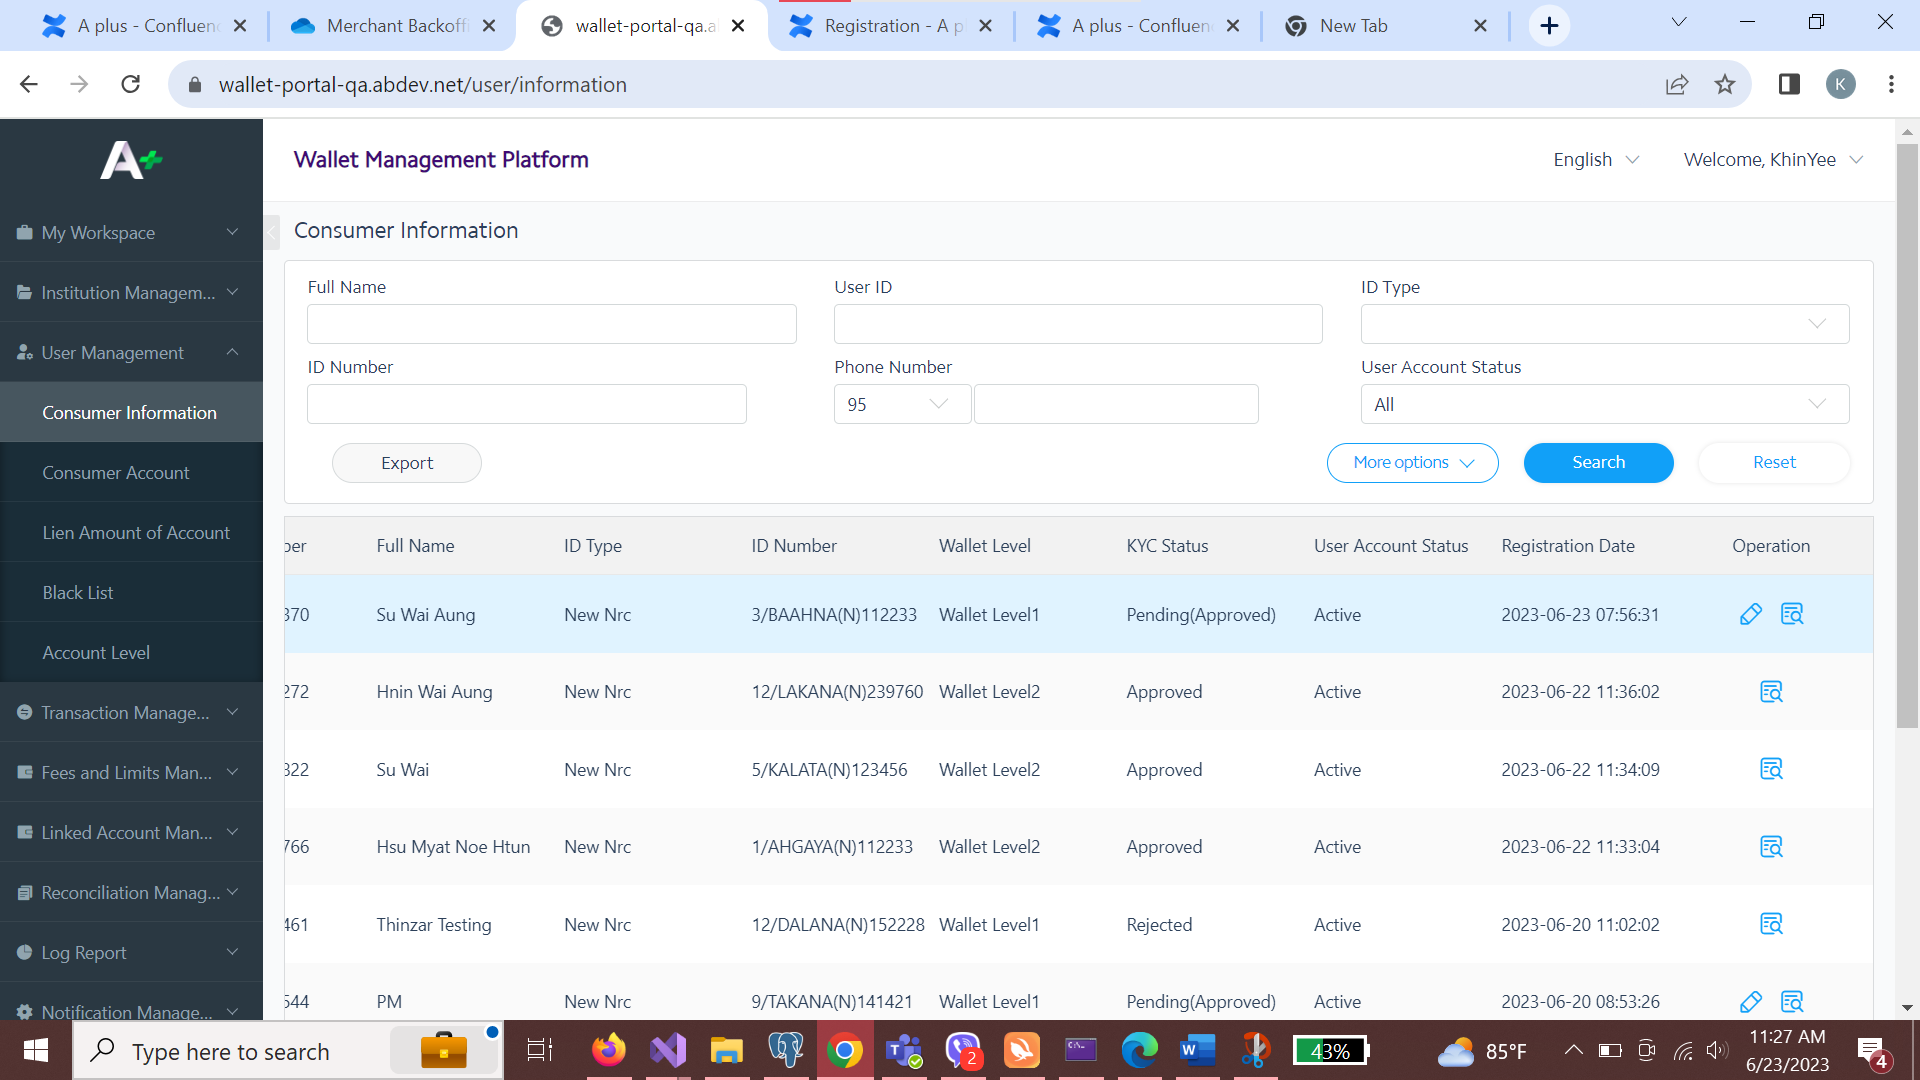 A plus - Confluen
Merchant Backoffi
wallet-portal-qa.a
Registration - A p
A plus - Confluen
New Tab
wallet-portal-qa.abdev.net/user/information
K
A+
Wallet Management Platform
English
Welcome, KhinYee
My Workspace
Institution Managem...
User Management
Consumer Information
Consumer Account
Lien Amount of Account
Black List
Account Level
Transaction Manage...
Fees and Limits Man...
Linked Account Man...
Reconciliation Manag...
Log Report
Notification Manage...
Consumer Information
Full Name
User ID
ID Type
ID Number
Phone Number
User Account Status
95
All
Export
More options
Search
Reset
ber Full Name ID Type ID Number Wallet Level KYC Status User Account Status Registration Date Operation
370 Su Wai Aung New Nrc 3/BAAHNA(N)112233 Wallet Level1 Pending(Approved) Active 2023-06-23 07:56:31
272 Hnin Wai Aung New Nrc 12/LAKANA(N)239760 Wallet Level2 Approved Active 2023-06-22 11:36:02
322 Su Wai New Nrc 5/KALATA(N)123456 Wallet Level2 Approved Active 2023-06-22 11:34:09
766 Hsu Myat Noe Htun New Nrc 1/AHGAYA(N)112233 Wallet Level2 Approved Active 2023-06-22 11:33:04
461 Thinzar Testing New Nrc 12/DALANA(N)152228 Wallet Level1 Rejected Active 2023-06-20 11:02:02
544 PM New Nrc 9/TAKANA(N)141421 Wallet Level1 Pending(Approved) Active 2023-06-20 08:53:26
Type here to search
2
43%
85°F
11:27 AM
6/23/2023
4